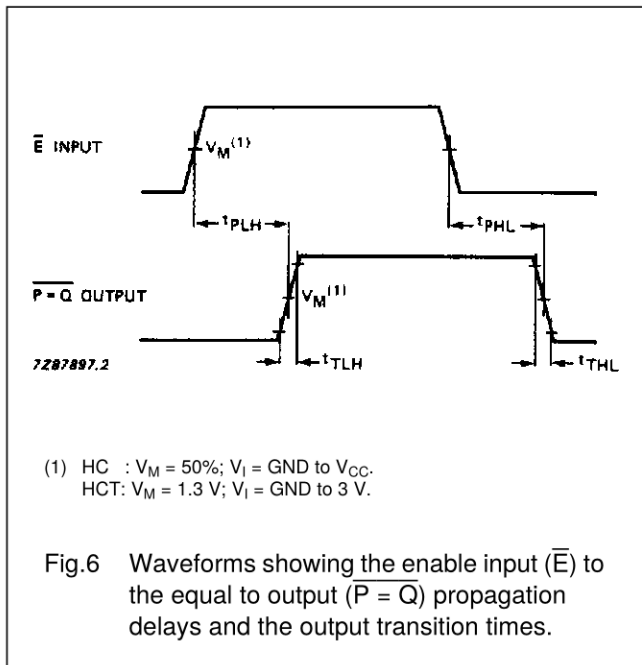 E̅ INPUT
V_M(1)
t_PLH
t_PHL
P̅ ̅=̅ ̅Q̅ OUTPUT
V_M(1)
7Z87897.2
t_TLH
t_THL
(1) HC : V_M = 50%; V_I = GND to V_CC.
HCT: V_M = 1.3 V; V_I = GND to 3 V.
Fig.6 Waveforms showing the enable input (E̅) to
the equal to output (P̅ ̅=̅ ̅Q̅) propagation
delays and the output transition times.